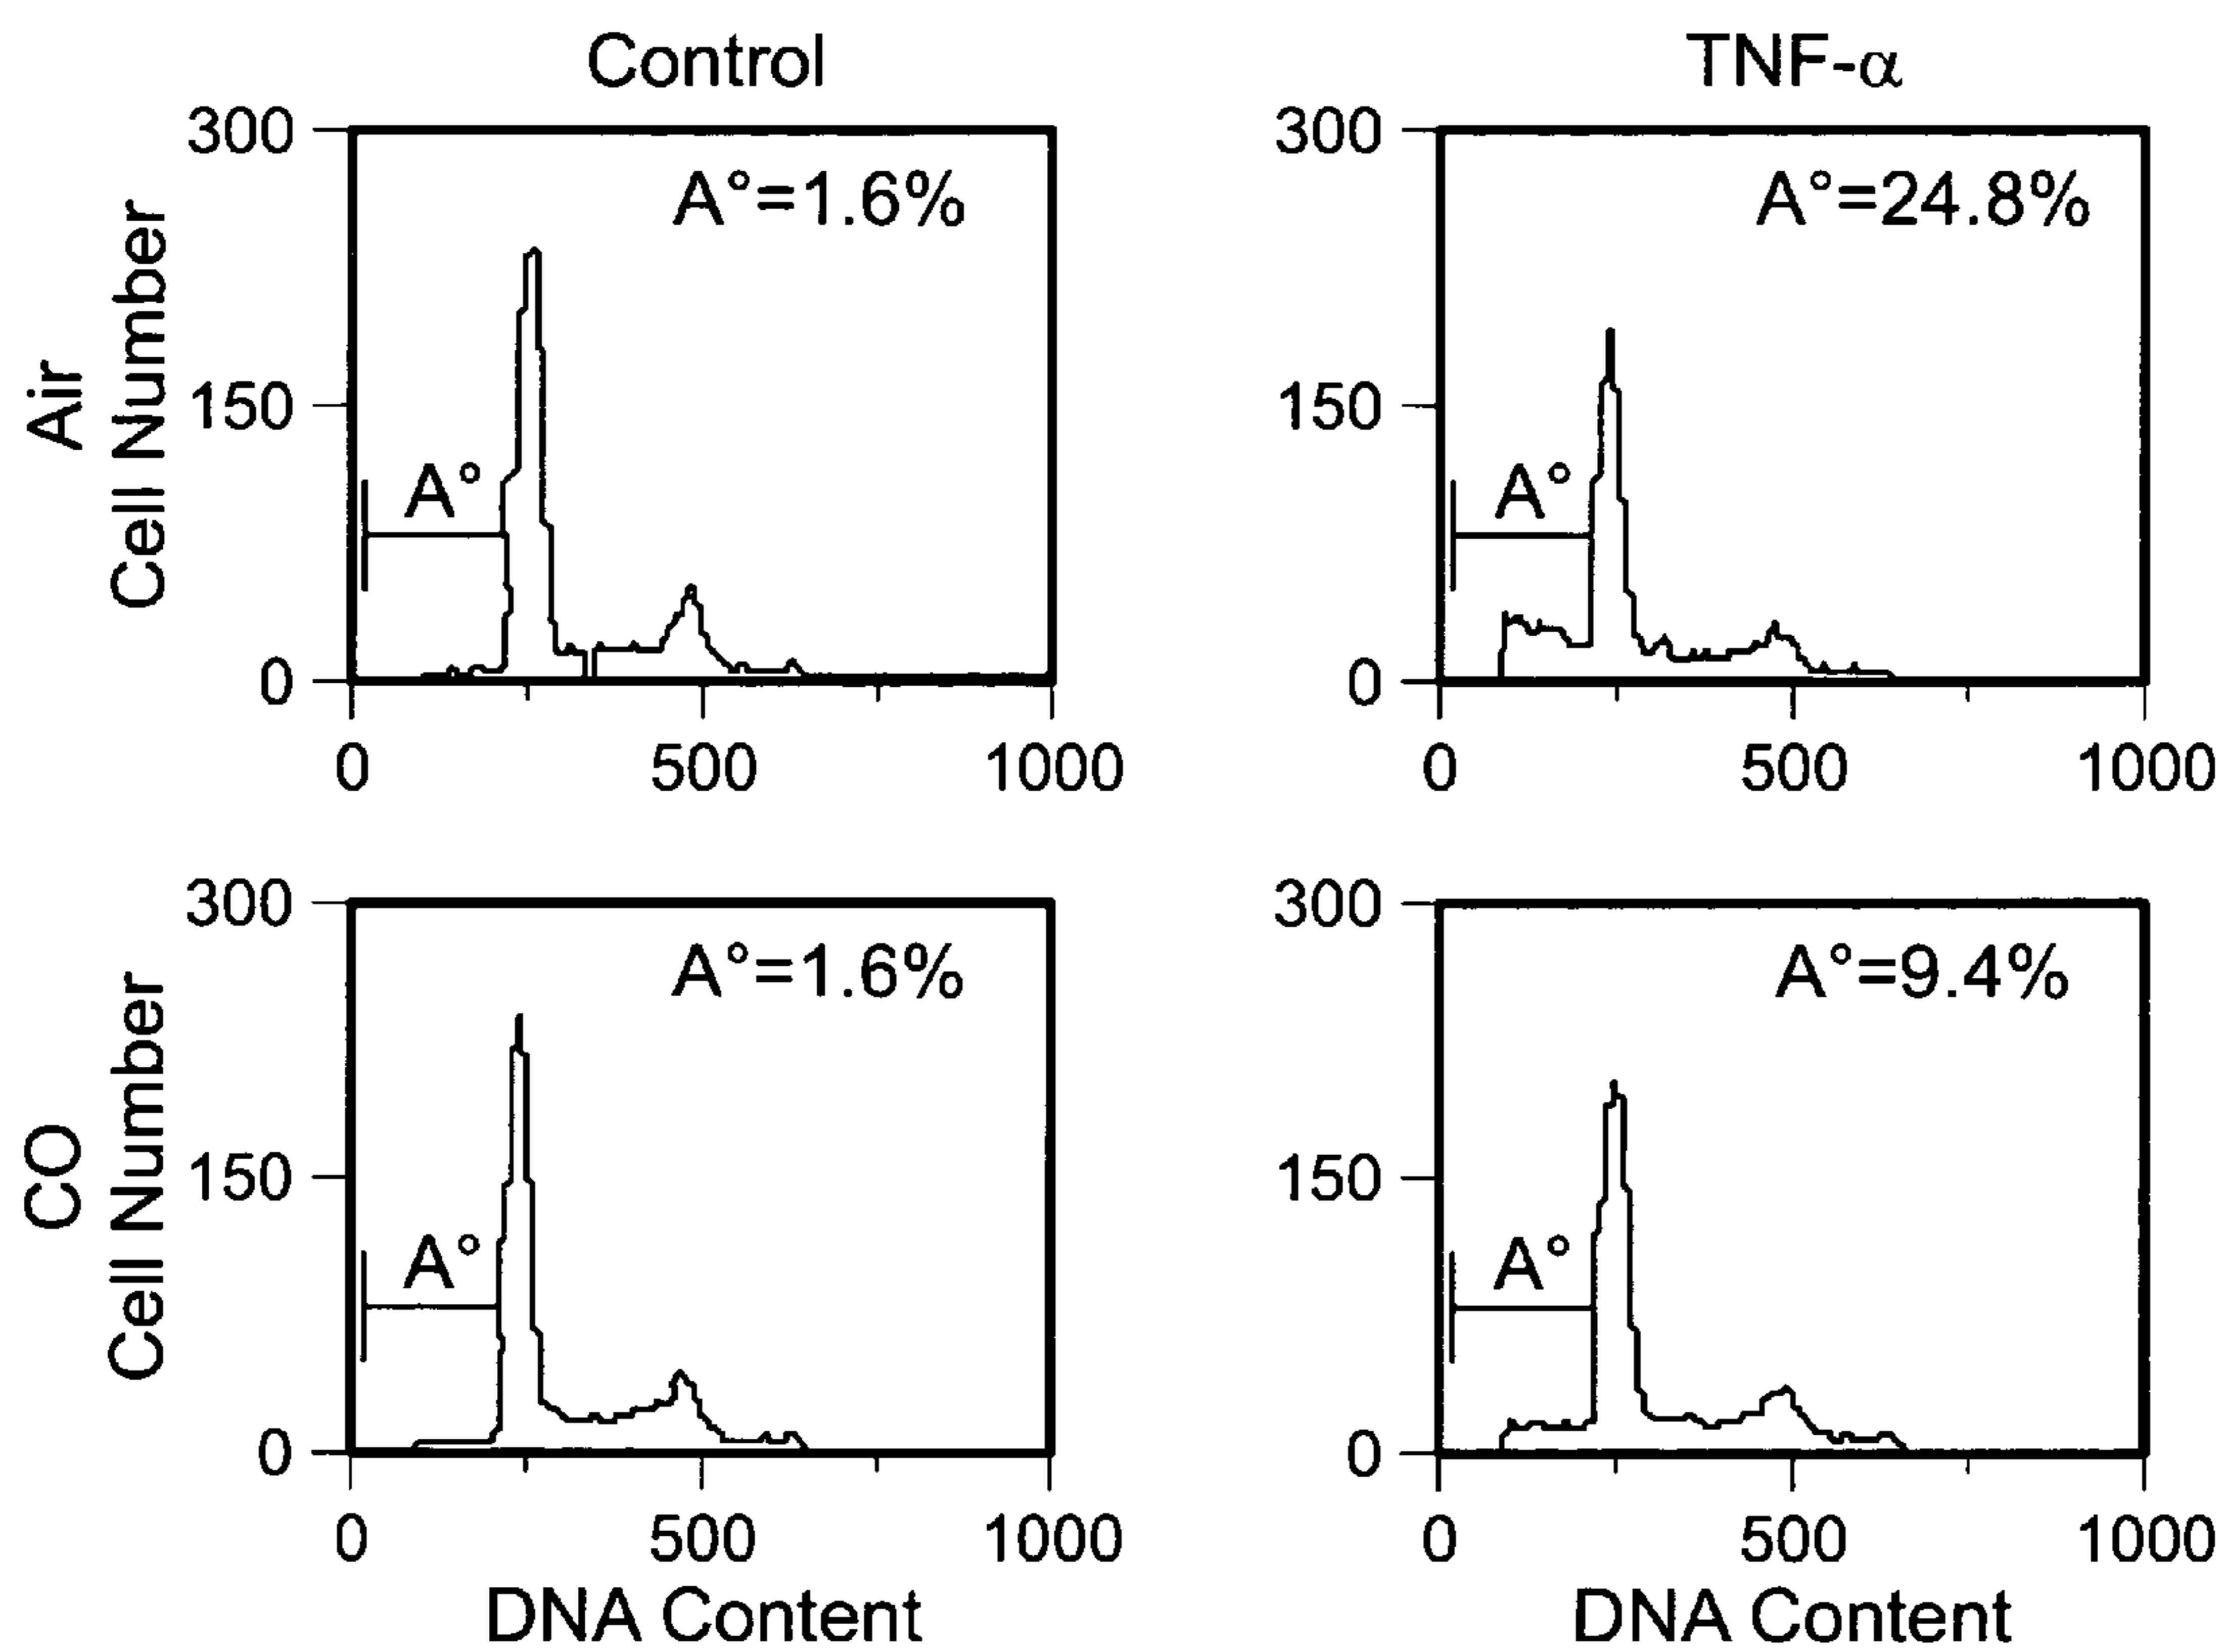 Control
TNF-α
Air
Cell Number
300
150
0
A°=1.6%
A°
0
500
1000
300
150
0
A°=24.8%
A°
0
500
1000
CO
Cell Number
300
150
0
A°=1.6%
A°
0
500
1000
DNA Content
300
150
0
A°=9.4%
A°
0
500
1000
DNA Content